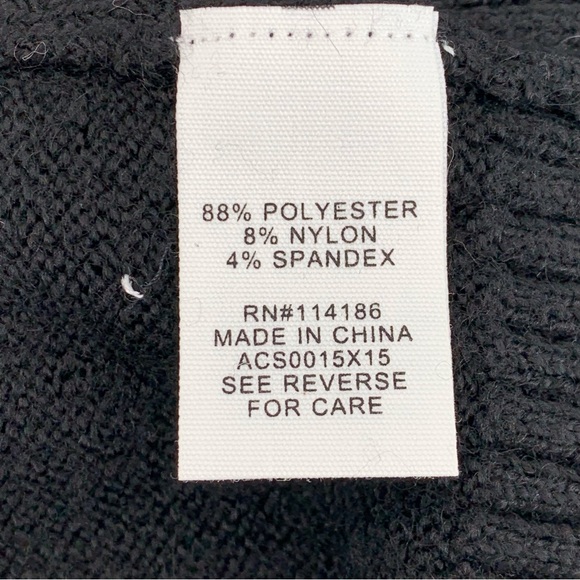 88% POLYESTER
8% NYLON
4% SPANDEX
RN#114186
MADE IN CHINA
ACS0015X15
SEE REVERSE
FOR CARE